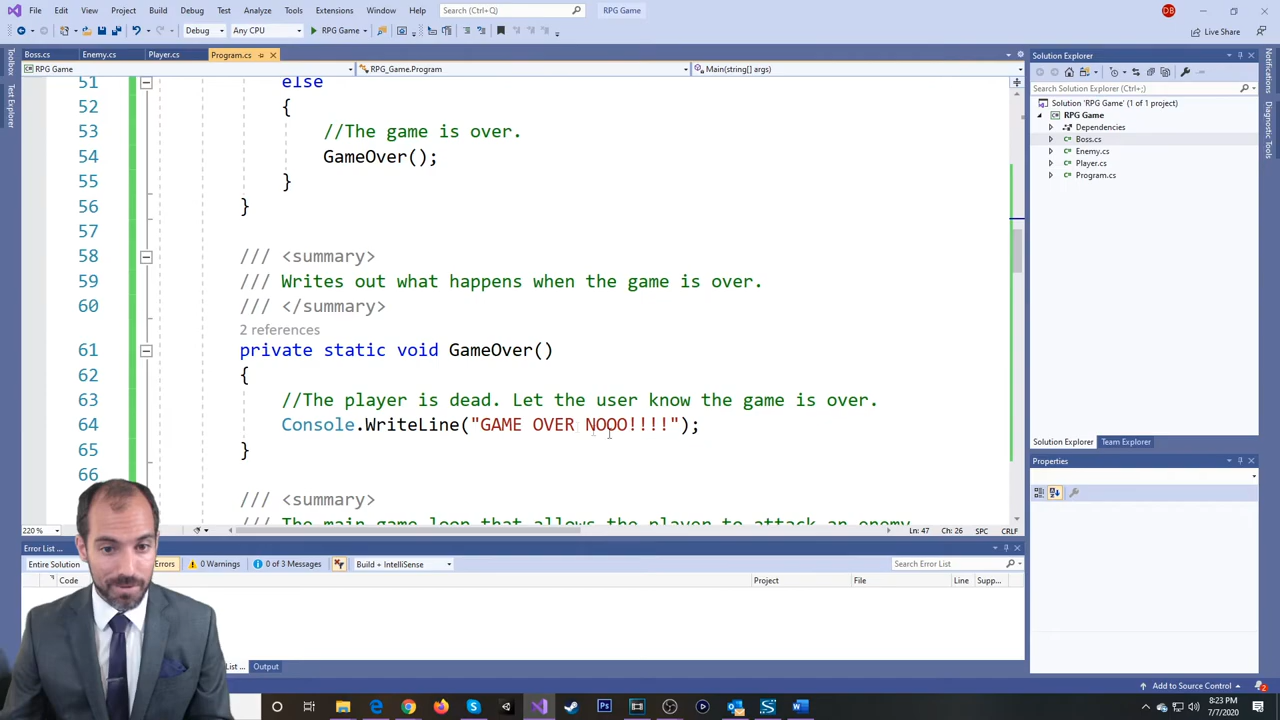 File Edit View Project Build Debug Test Analyze Tools Extensions Window Help Search (Ctrl+Q) RPG Game DB
Debug Any CPU RPG Game Live Share
Boss.cs Enemy.cs Player.cs Program.cs
RPG Game RPG_Game.Program Main(string[] args)
Toolbox
Test Explorer
51 else
52 {
53 //The game is over.
54 GameOver();
55 }
56 }
57
58 /// <summary>
59 /// Writes out what happens when the game is over.
60 /// </summary>
2 references
61 private static void GameOver()
62 {
63 //The player is dead. Let the user know the game is over.
64 Console.WriteLine("GAME OVER NOOO!!!!");
65 }
66
/// <summary>
/// The main game loop that allows the player to attack an enemy
220 % Ln: 47 Ch: 26 SPC CRLF
Error List ...
Entire Solution Errors 0 Warnings 0 of 3 Messages Build + IntelliSense Search Error List
Code Project File Line Supp...
List ... Output
Solution Explorer
Search Solution Explorer (Ctrl+;)
Solution 'RPG Game' (1 of 1 project)
RPG Game
Dependencies
Boss.cs
Enemy.cs
Player.cs
Program.cs
Solution Explorer Team Explorer
Properties
Notifications
Diagnostic Tools
Add to Source Control 2
8:23 PM
7/7/2020